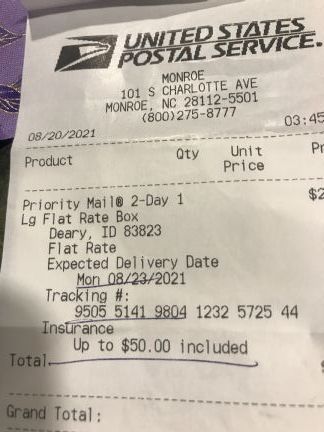 UNITED STATES
POSTAL SERVICE.
MONROE
101 S CHARLOTTE AVE
MONROE, NC 28112-5501
(800)275-8777
08/20/2021 03:45
Product Qty Unit
Price
Priority Mail® 2-Day 1
Lg Flat Rate Box
Deary, ID 83823
Flat Rate
Expected Delivery Date
Mon 08/23/2021
Tracking #:
9505 5141 9804 1232 5725 44
Insurance
Up to $50.00 included
Total
Grand Total: